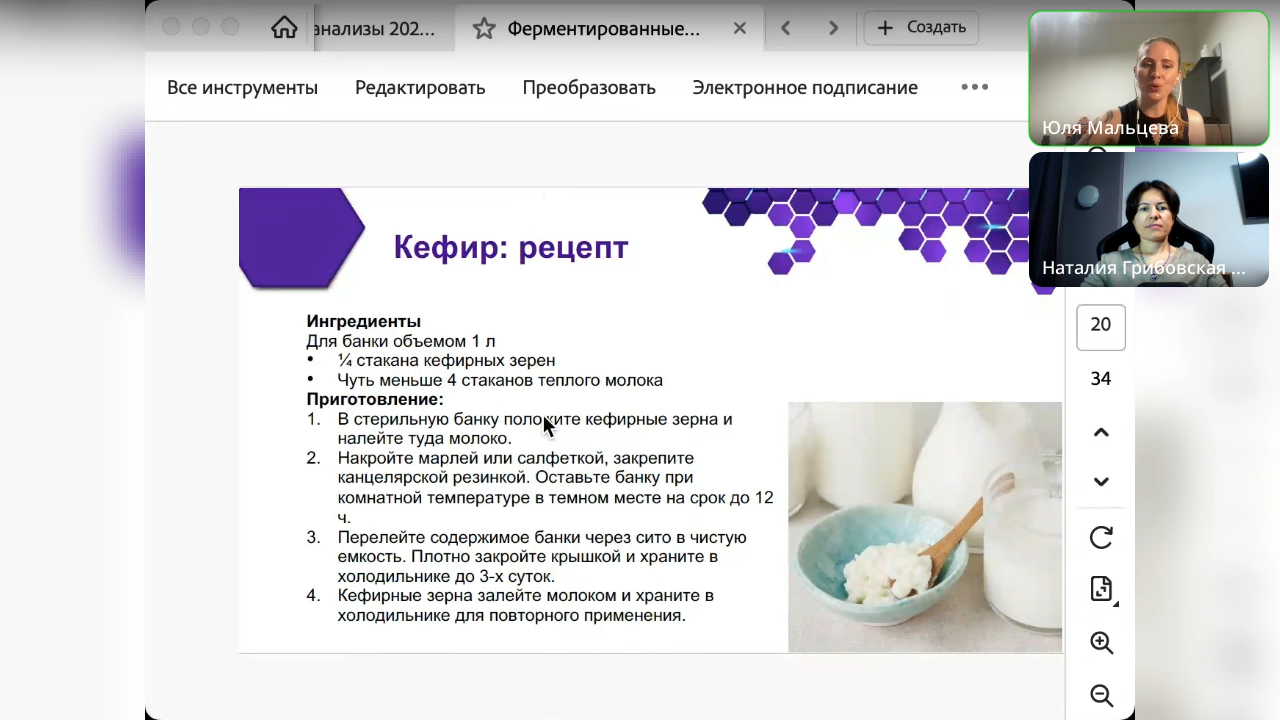 анализы 202...
Ферментированные...
Создать
Все инструменты
Редактировать
Преобразовать
Электронное подписание
Юля Мальцева
Наталия Грибовская ...
Кефир: рецепт
Ингредиенты
Для банки объемом 1 л
• ¼ стакана кефирных зерен
• Чуть меньше 4 стаканов теплого молока
Приготовление:
1. В стерильную банку положите кефирные зерна и
налейте туда молоко.
2. Накройте марлей или салфеткой, закрепите
канцелярской резинкой. Оставьте банку при
комнатной температуре в темном месте на срок до 12
ч.
3. Перелейте содержимое банки через сито в чистую
емкость. Плотно закройте крышкой и храните в
холодильнике до 3-х суток.
4. Кефирные зерна залейте молоком и храните в
холодильнике для повторного применения.
20
34